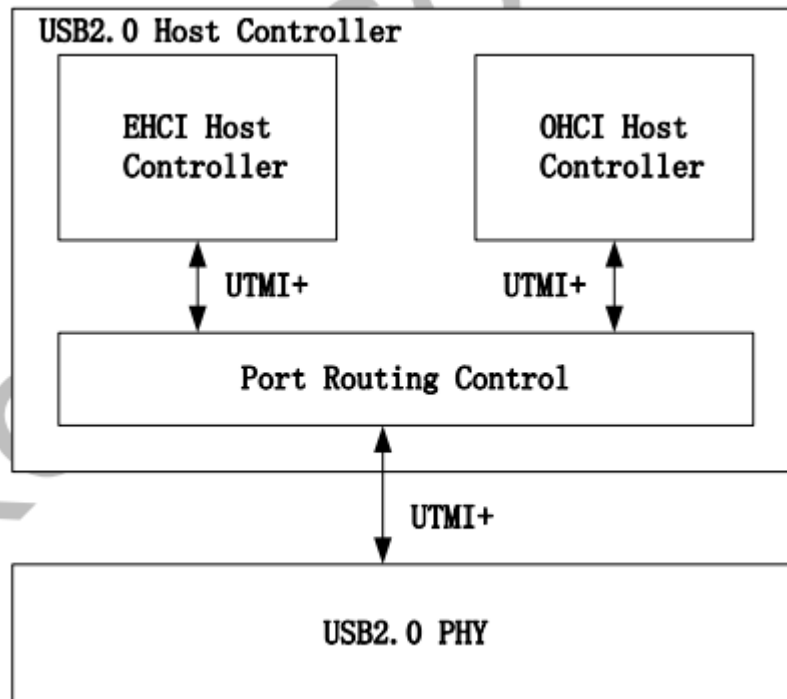 USB2.0 Host Controller
EHCI Host
Controller
OHCI Host
Controller
UTMI+
UTMI+
Port Routing Control
UTMI+
USB2.0 PHY